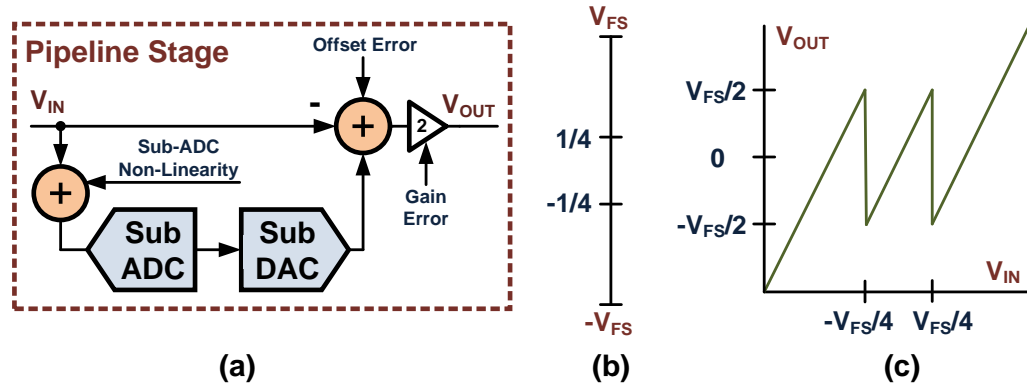 Pipeline Stage
Offset Error
V_IN
-
+
2
V_OUT
Sub-ADC
Non-Linearity
+
Gain
Error
Sub
ADC
Sub
DAC
(a)
V_FS
1/4
-1/4
-V_FS
(b)
V_OUT
V_FS/2
0
-V_FS/2
V_IN
-V_FS/4
V_FS/4
(c)